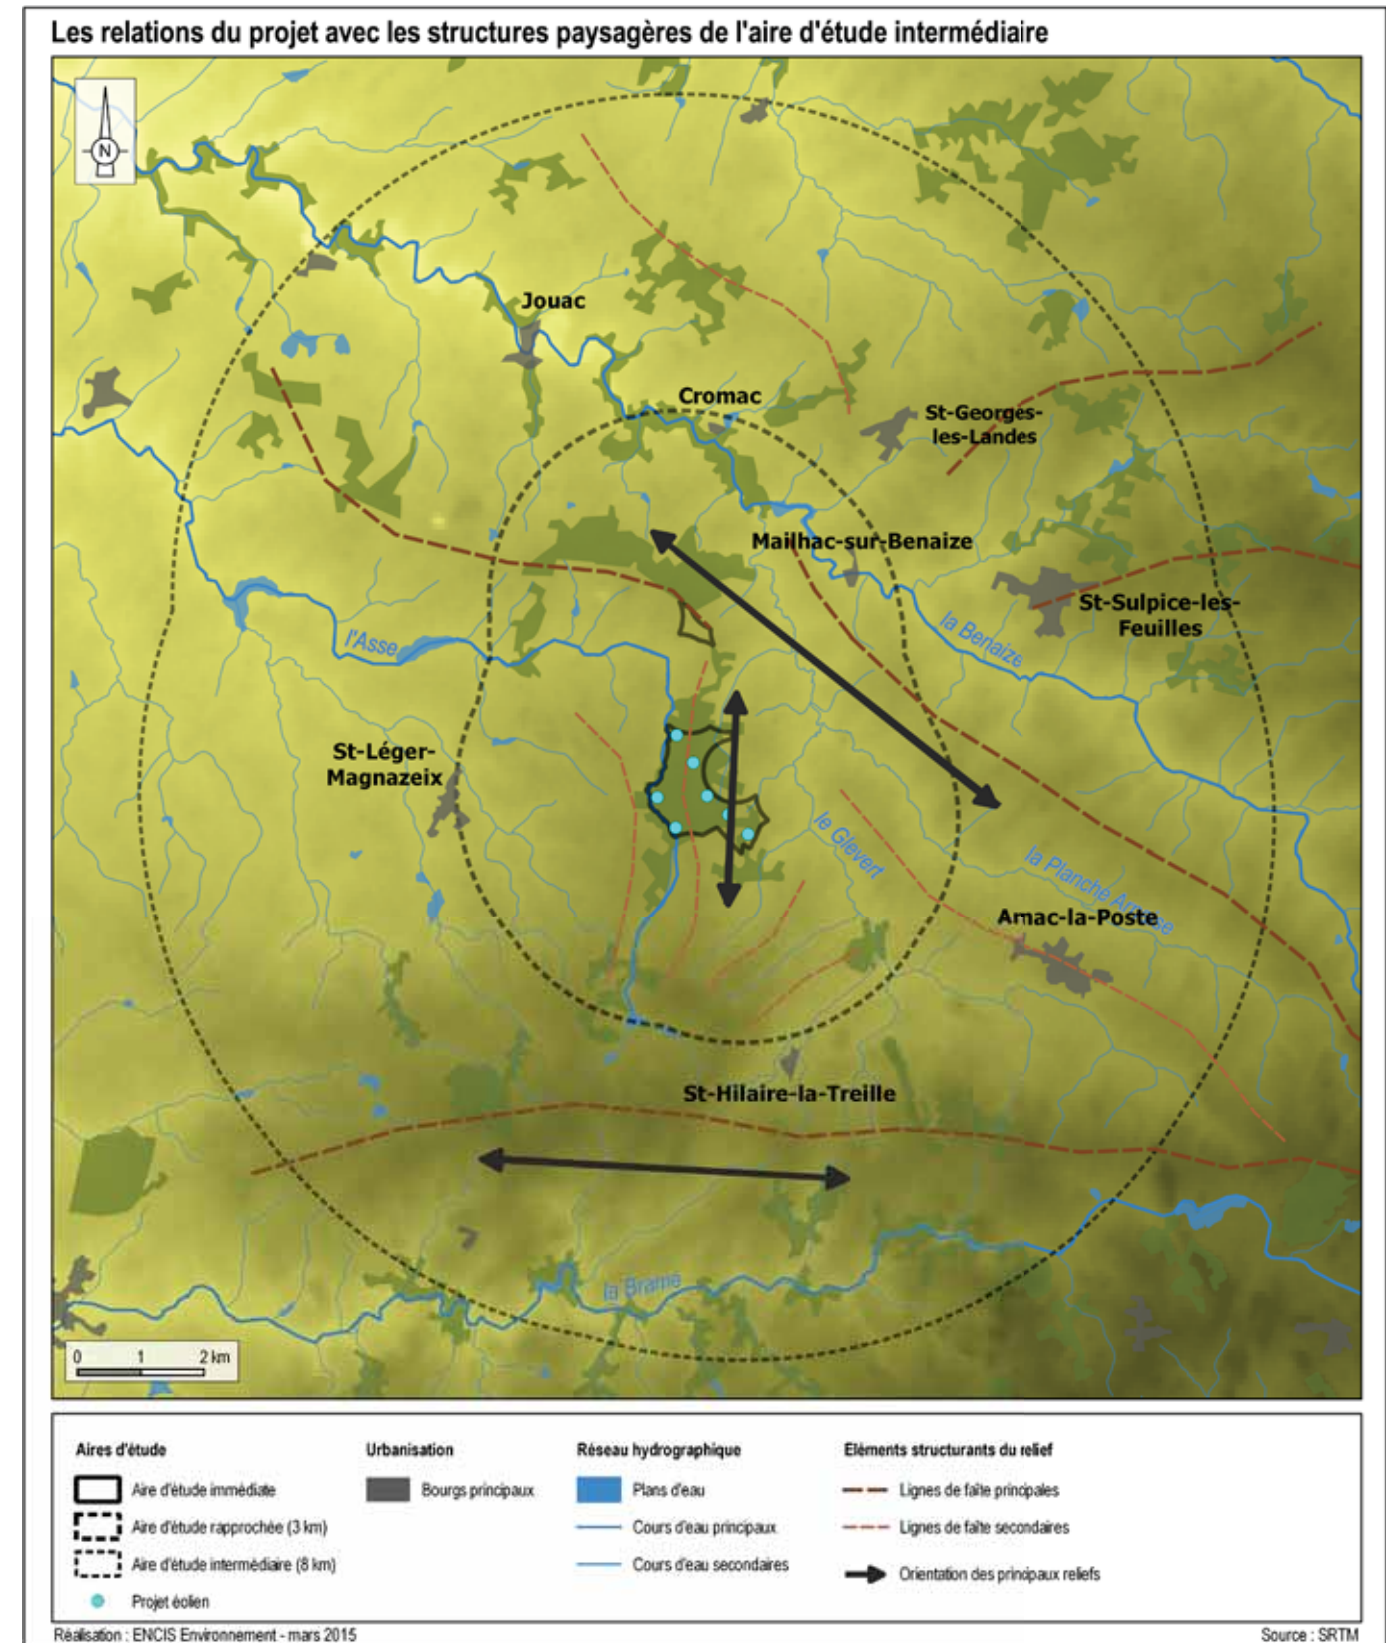 Les relations du projet avec les structures paysagères de l'aire d'étude intermédiaire
N
Jouac
Cromac
St-Georges-
les-Landes
Mailhac-sur-Benaize
St-Sulpice-les-
Feuilles
la Benaize
l'Asse
St-Léger-
Magnazeix
le Glevert
la Planche Arnaise
Arnac-la-Poste
St-Hilaire-la-Treille
la Brame
0 1 2 km
Aires d'étude
Aire d'étude immédiate
Aire d'étude rapprochée (3 km)
Aire d'étude intermédiaire (8 km)
Projet éolien
Urbanisation
Bourgs principaux
Réseau hydrographique
Plans d'eau
Cours d'eau principaux
Cours d'eau secondaires
Eléments structurants du relief
Lignes de faîte principales
Lignes de faîte secondaires
Orientation des principaux reliefs
Réalisation : ENCIS Environnement - mars 2015
Source : SRTM